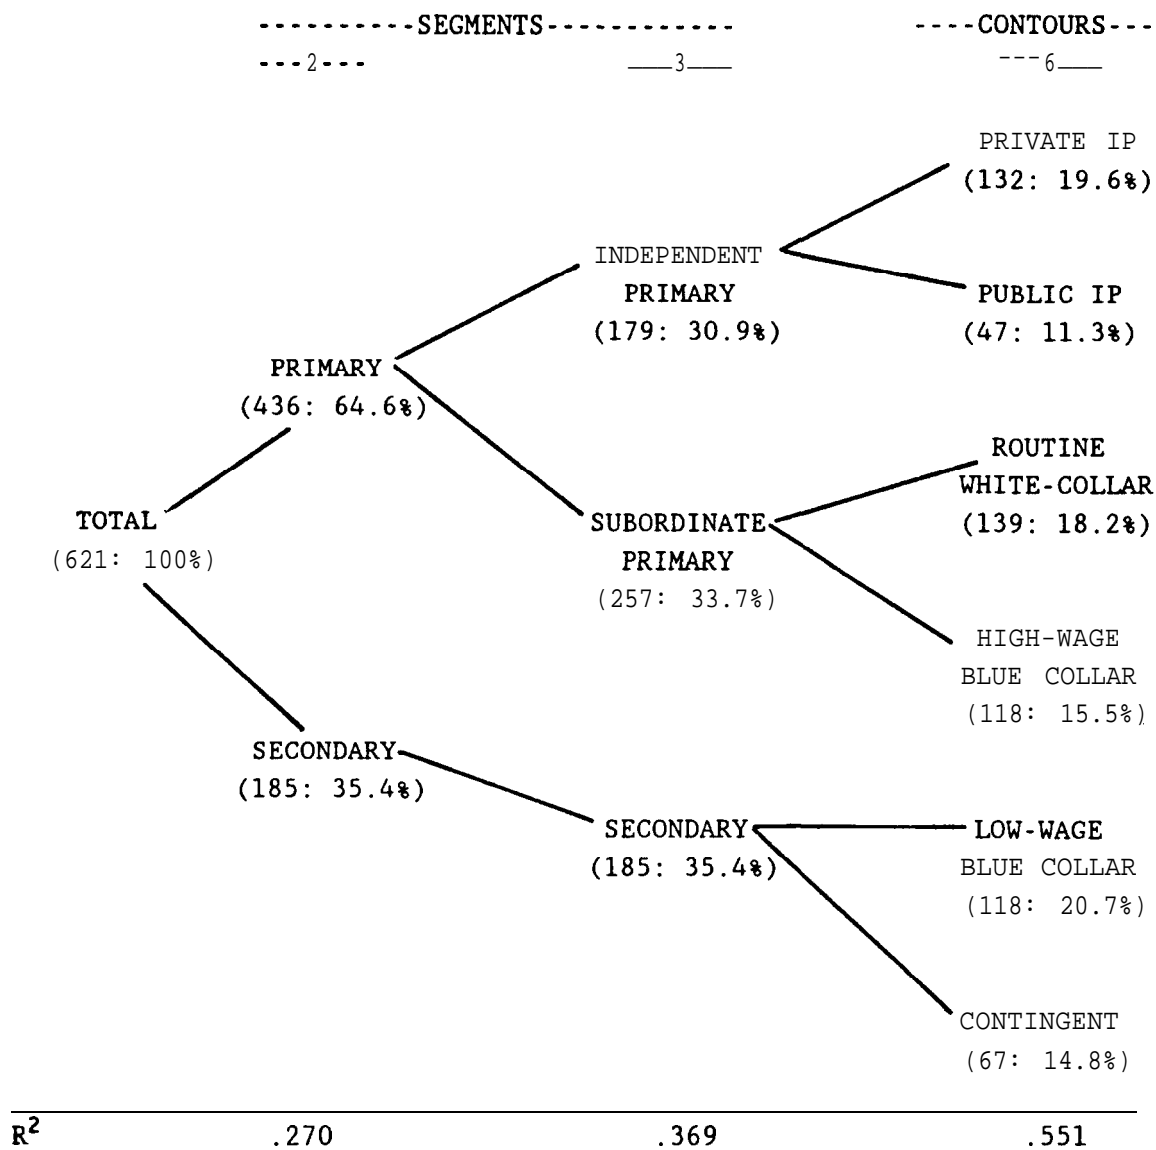 ----------SEGMENTS------------ ----CONTOURS---
---2--- ___3___ ---6___
PRIVATE IP
(132: 19.6%)
INDEPENDENT
PRIMARY
(179: 30.9%)
PUBLIC IP
(47: 11.3%)
PRIMARY
(436: 64.6%)
ROUTINE
WHITE-COLLAR
(139: 18.2%)
TOTAL
(621: 100%)
SUBORDINATE
PRIMARY
(257: 33.7%)
HIGH-WAGE
BLUE COLLAR
(118: 15.5%)
SECONDARY
(185: 35.4%)
SECONDARY
(185: 35.4%)
LOW-WAGE
BLUE COLLAR
(118: 20.7%)
CONTINGENT
(67: 14.8%)
R² .270 .369 .551